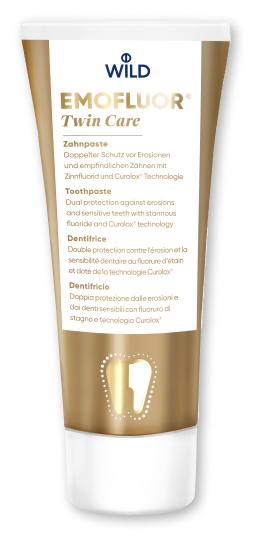 WILD
EMOFLUOR®
Twin Care
Zahnpaste
Doppelter Schutz vor Erosionen
und empfindlichen Zähnen mit
Zinnfluorid und Curolox® Technologie
Toothpaste
Dual protection against erosions
and sensitive teeth with stannous
fluoride and Curolox® technology
Dentifrice
Double protection contre l'érosion et la
sensibilité dentaire au fluorure d'étain
et doté de la technologie Curolox®
Dentifricio
Doppia protezione dalle erosioni e
dai denti sensibili con fluoruro di
stagno e tecnologia Curolox®